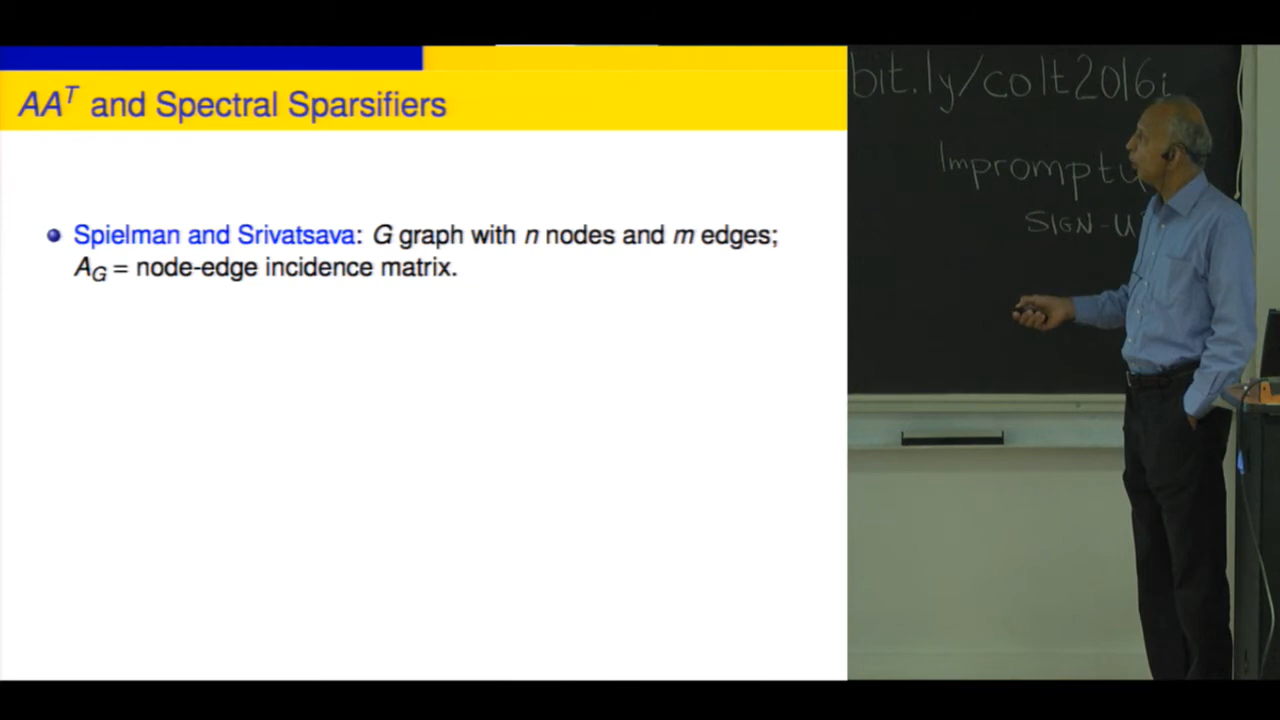 AAᵀ and Spectral Sparsifiers
Spielman and Srivatsava: G graph with n nodes and m edges;
A_G = node-edge incidence matrix.
bit.ly/colt2016i
Impromptu
SIGN-U